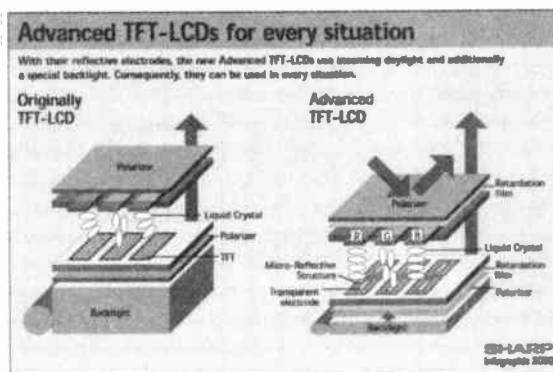 Advanced TFT-LCDs for every situation
With their reflective electrodes, the new Advanced TFT-LCDs use incoming daylight and additionally
a special backlight. Consequently, they can be used in every situation.
Originally
TFT-LCD
Polarizer
Liquid Crystal
Polarizer
TFT
Backlight
Advanced
TFT-LCD
Polarizer
Retardation
film
R G B
Liquid Crystal
Micro-Reflective
Structure
Retardation
film
Transparent
electrode
Polarizer
Backlight
SHARP
Infographic